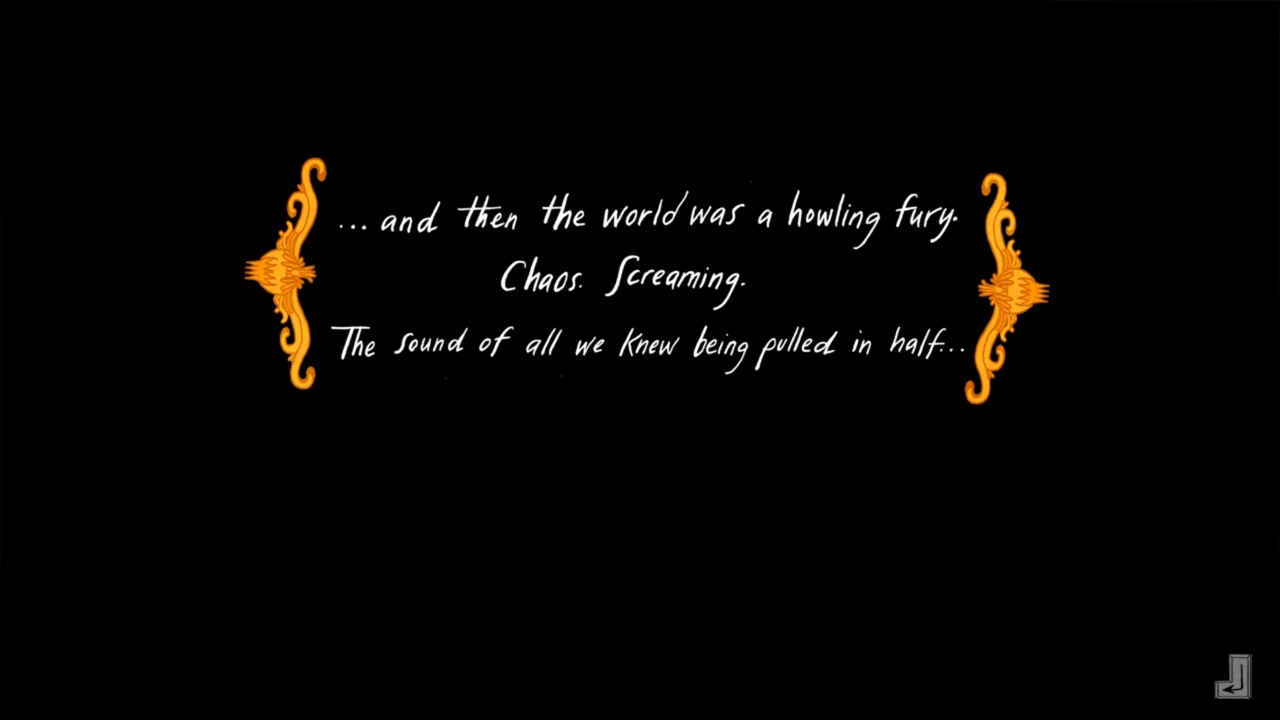 ...and then the world was a howling fury.
Chaos. Screaming.
The sound of all we knew being pulled in half...